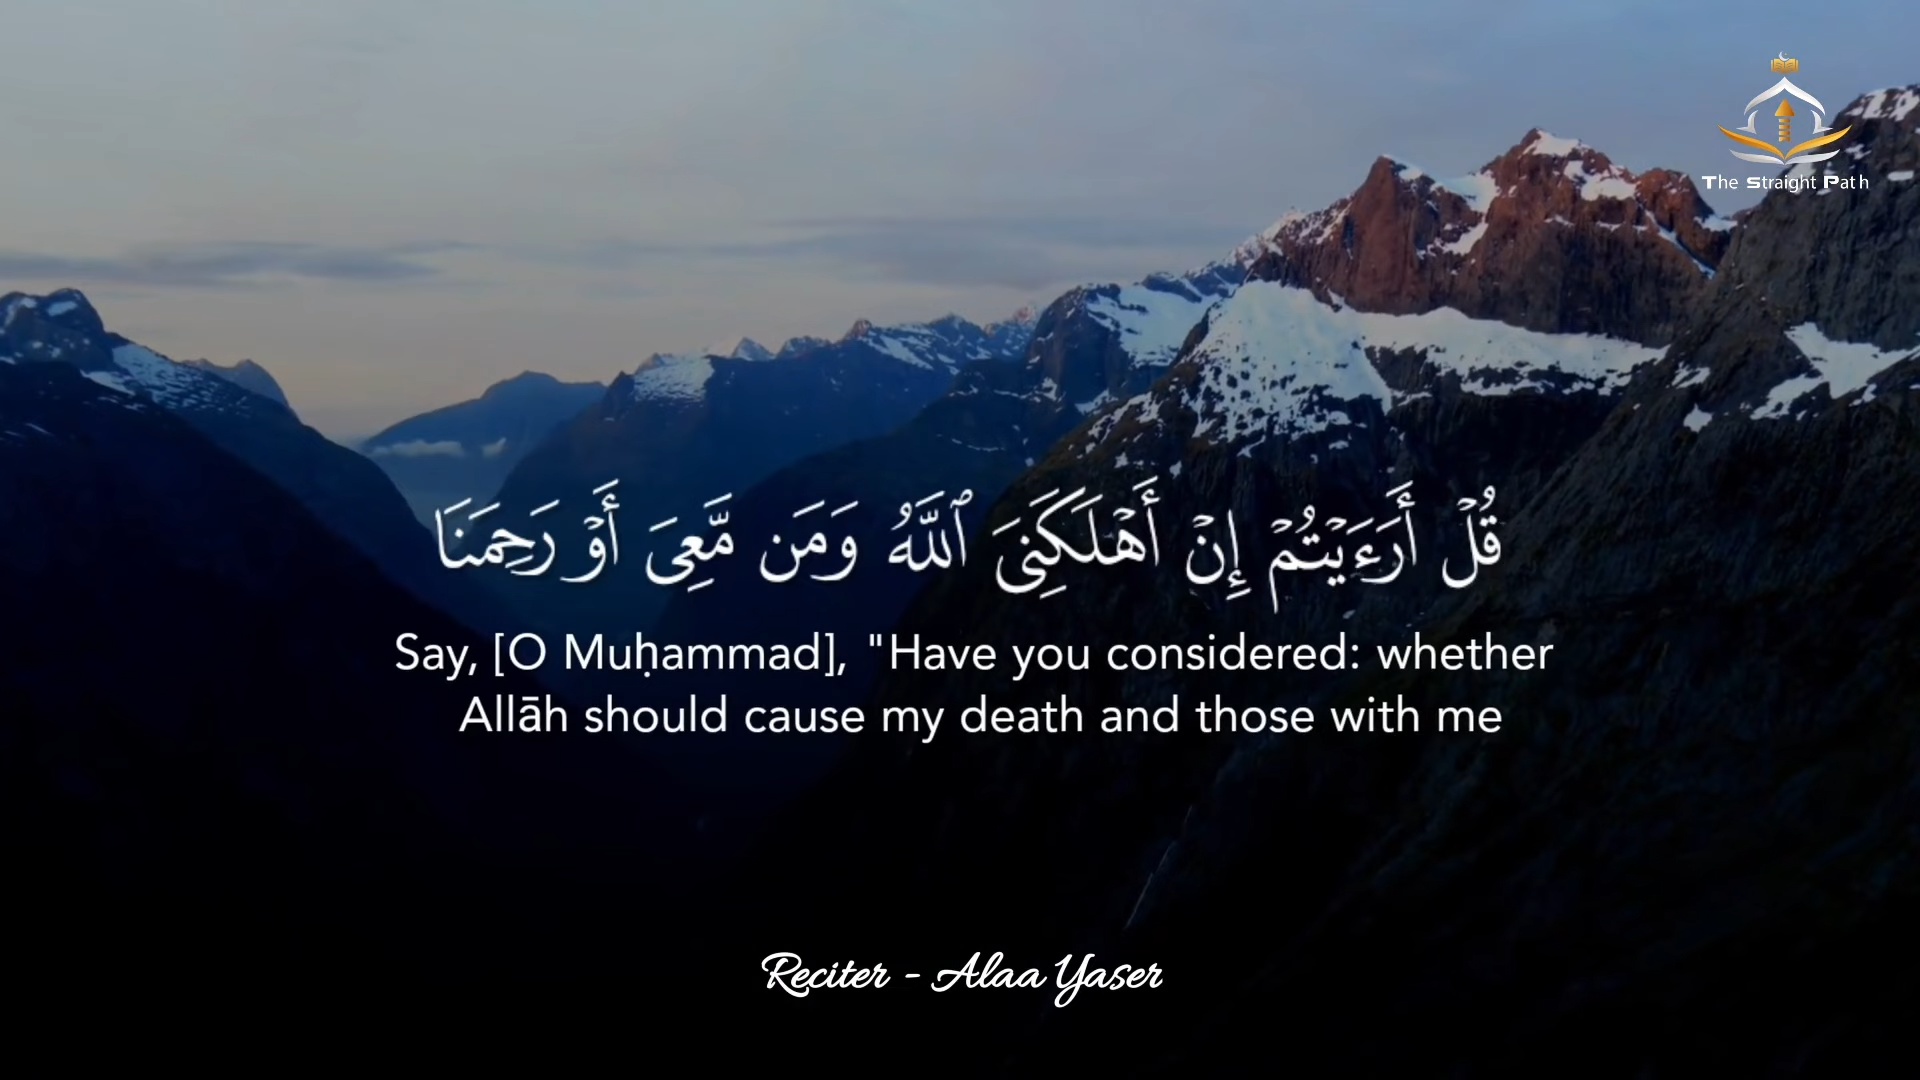 The Straight Path
قُلْ أَرَءَيْتُمْ إِنْ أَهْلَكَنِىَ ٱللَّهُ وَمَن مَّعِىَ أَوْ رَحِمَنَا
Say, [O Muḥammad], "Have you considered: whether
Allāh should cause my death and those with me
Reciter - Alaa Yaser